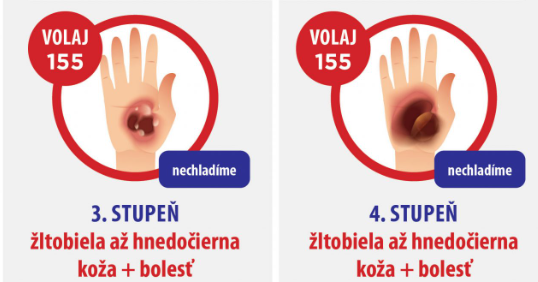 VOLAJ
155
nechladíme
3. STUPEŇ
žltobiela až hnedočierna
koža + bolesť
VOLAJ
155
nechladíme
4. STUPEŇ
žltobiela až hnedočierna
koža + bolesť